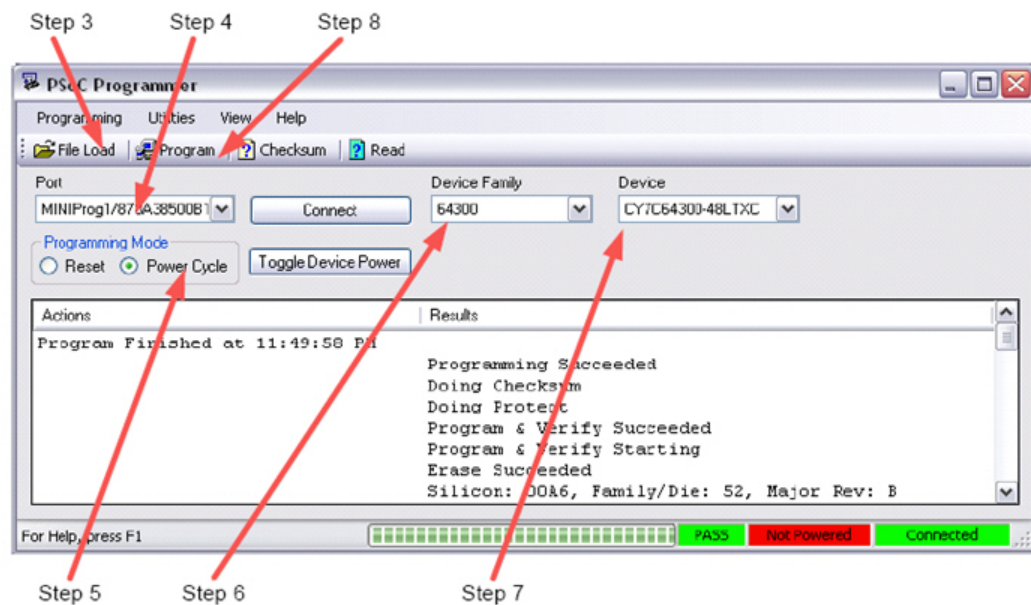 Step 3 Step 4 Step 8
PSoC Programmer
Programming Utilities View Help
File Load Program Checksum Read
Port Device Family Device
Connect 64300 CY7C64300-48LTXC
Programming Mode
Reset Power Cycle Toggle Device Power
Actions Results
Program Finished at 11:49:58 PM
Programming Succeeded
Doing Checksum
Doing Protect
Program & Verify Succeeded
Program & Verify Starting
Erase Succeeded
Silicon: 00A6, Family/Die: 52, Major Rev: B
For Help, press F1 PASS Not Powered Connected
Step 5 Step 6 Step 7